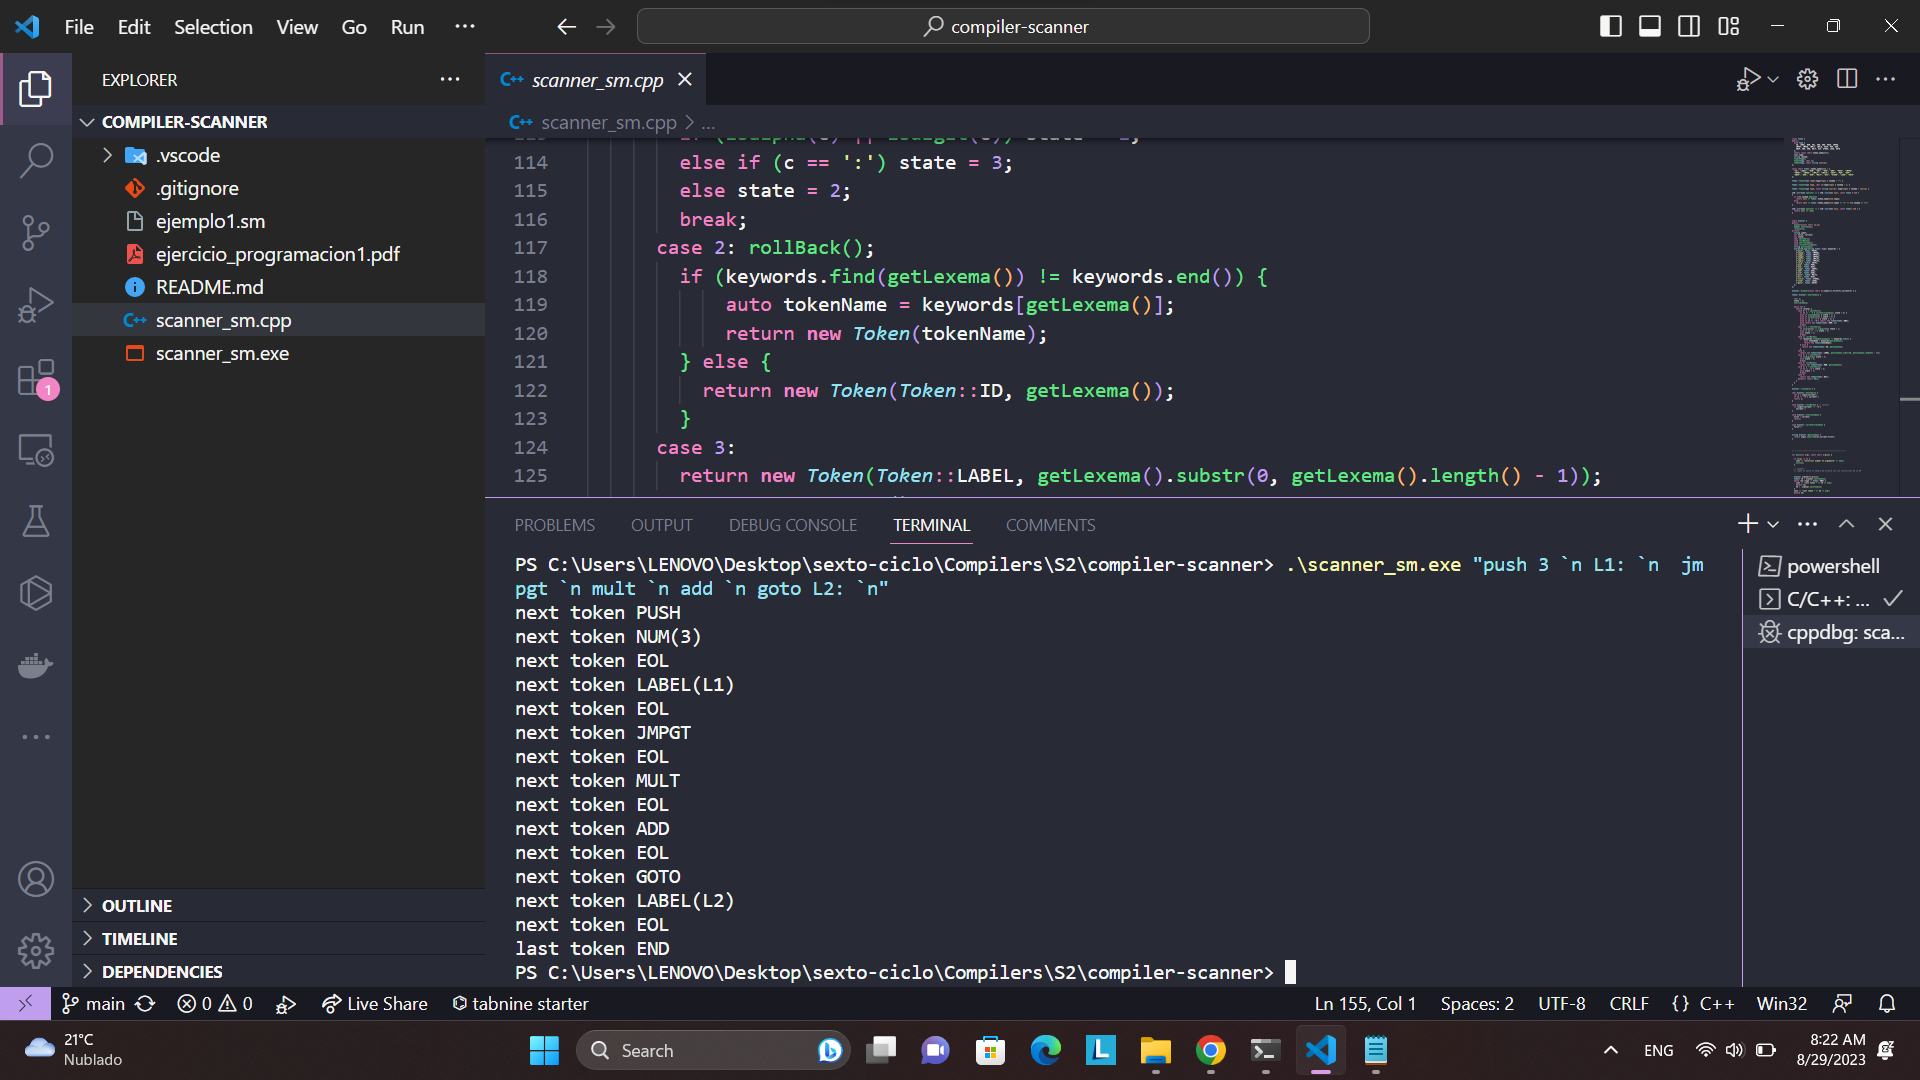 File Edit Selection View Go Run ...
compiler-scanner
EXPLORER
COMPILER-SCANNER
.vscode
.gitignore
ejemplo1.sm
ejercicio_programacion1.pdf
README.md
scanner_sm.cpp
scanner_sm.exe
1
OUTLINE
TIMELINE
DEPENDENCIES
scanner_sm.cpp
scanner_sm.cpp > ...
114 else if (c == ':') state = 3;
115 else state = 2;
116 break;
117 case 2: rollBack();
118 if (keywords.find(getLexema()) != keywords.end()) {
119 auto tokenName = keywords[getLexema()];
120 return new Token(tokenName);
121 } else {
122 return new Token(Token::ID, getLexema());
123 }
124 case 3:
125 return new Token(Token::LABEL, getLexema().substr(0, getLexema().length() - 1));
PROBLEMS OUTPUT DEBUG CONSOLE TERMINAL COMMENTS
PS C:\Users\LENOVO\Desktop\sexto-ciclo\Compilers\S2\compiler-scanner> .\scanner_sm.exe "push 3 `n L1: `n  jm
pgt `n mult `n add `n goto L2: `n"
next token PUSH
next token NUM(3)
next token EOL
next token LABEL(L1)
next token EOL
next token JMPGT
next token EOL
next token MULT
next token EOL
next token ADD
next token EOL
next token GOTO
next token LABEL(L2)
next token EOL
last token END
PS C:\Users\LENOVO\Desktop\sexto-ciclo\Compilers\S2\compiler-scanner>
powershell
C/C++: ...
cppdbg: sca...
main 0 0 Live Share tabnine starter
Ln 155, Col 1 Spaces: 2 UTF-8 CRLF {} C++ Win32
21°C
Nublado
Search
ENG
8:22 AM
8/29/2023